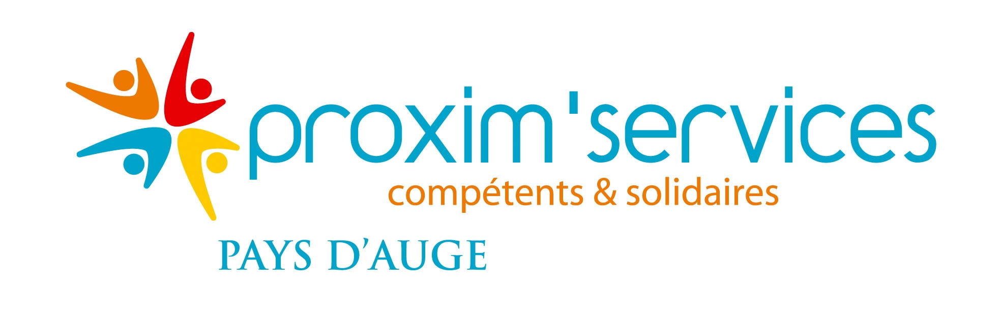 proxim'services
compétents & solidaires
PAYS D’AUGE